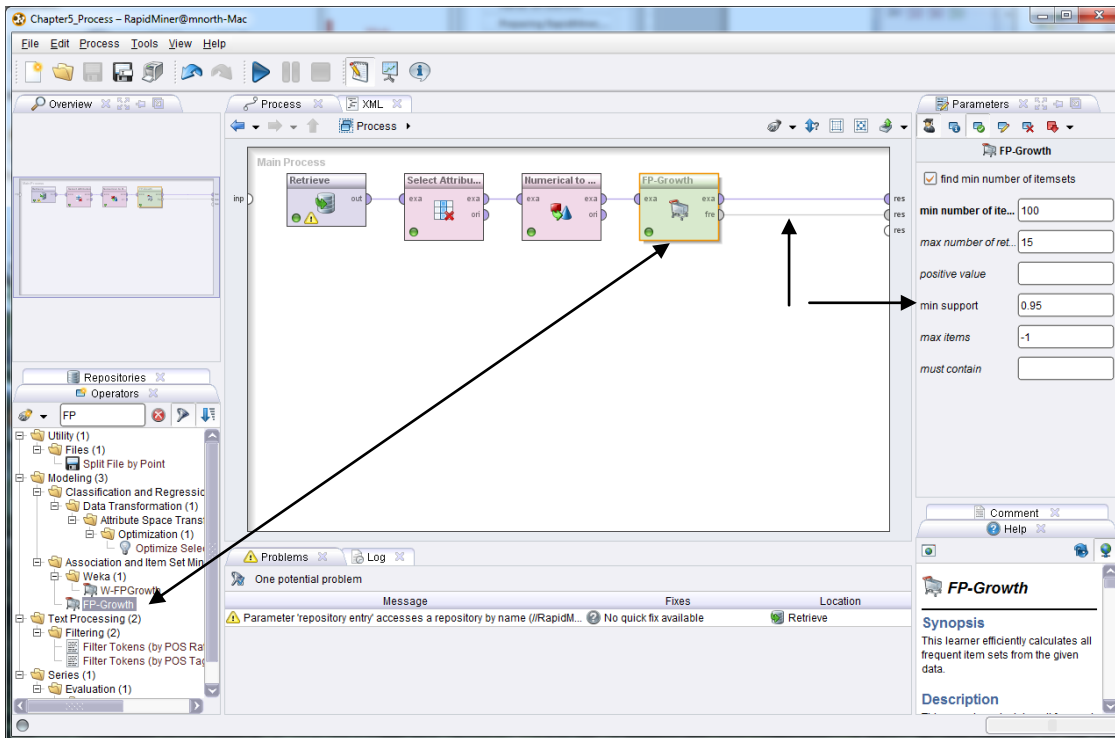 Chapter5_Process – RapidMiner@mnorth-Mac
File Edit Process Tools View Help
Overview
Process XML
Parameters
Process
FP-Growth
Main Process
Retrieve
Select Attribu...
Numerical to ...
FP-Growth
inp
out
exa exa
exa exa
exa exa
res
ori
ori
fre
res
res
find min number of itemsets
min number of ite... 100
max number of ret... 15
positive value
min support 0.95
max items -1
must contain
Repositories
Operators
FP
Utility (1)
Files (1)
Split File by Point
Modeling (3)
Classification and Regressic
Data Transformation (1)
Attribute Space Trans
Optimization (1)
Optimize Sele
Association and Item Set Min
Weka (1)
W-FPGrowth
FP-Growth
Text Processing (2)
Filtering (2)
Filter Tokens (by POS Ra
Filter Tokens (by POS Tag
Series (1)
Evaluation (1)
Problems Log
One potential problem
Message Fixes Location
Parameter 'repository entry' accesses a repository by name (//RapidM... No quick fix available Retrieve
Comment
Help
FP-Growth
Synopsis
This learner efficiently calculates all
frequent item sets from the given
data.
Description